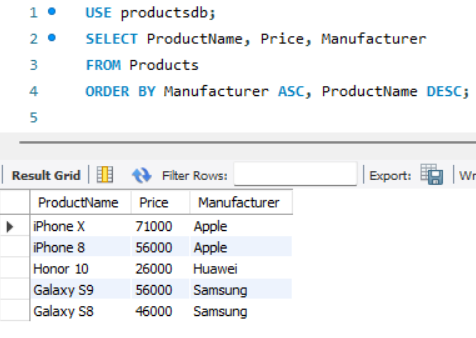 1 USE productsdb;
2 SELECT ProductName, Price, Manufacturer
3 FROM Products
4 ORDER BY Manufacturer ASC, ProductName DESC;
5
Result Grid Filter Rows: Export: Wr
ProductName Price Manufacturer
iPhone X 71000 Apple
iPhone 8 56000 Apple
Honor 10 26000 Huawei
Galaxy S9 56000 Samsung
Galaxy S8 46000 Samsung